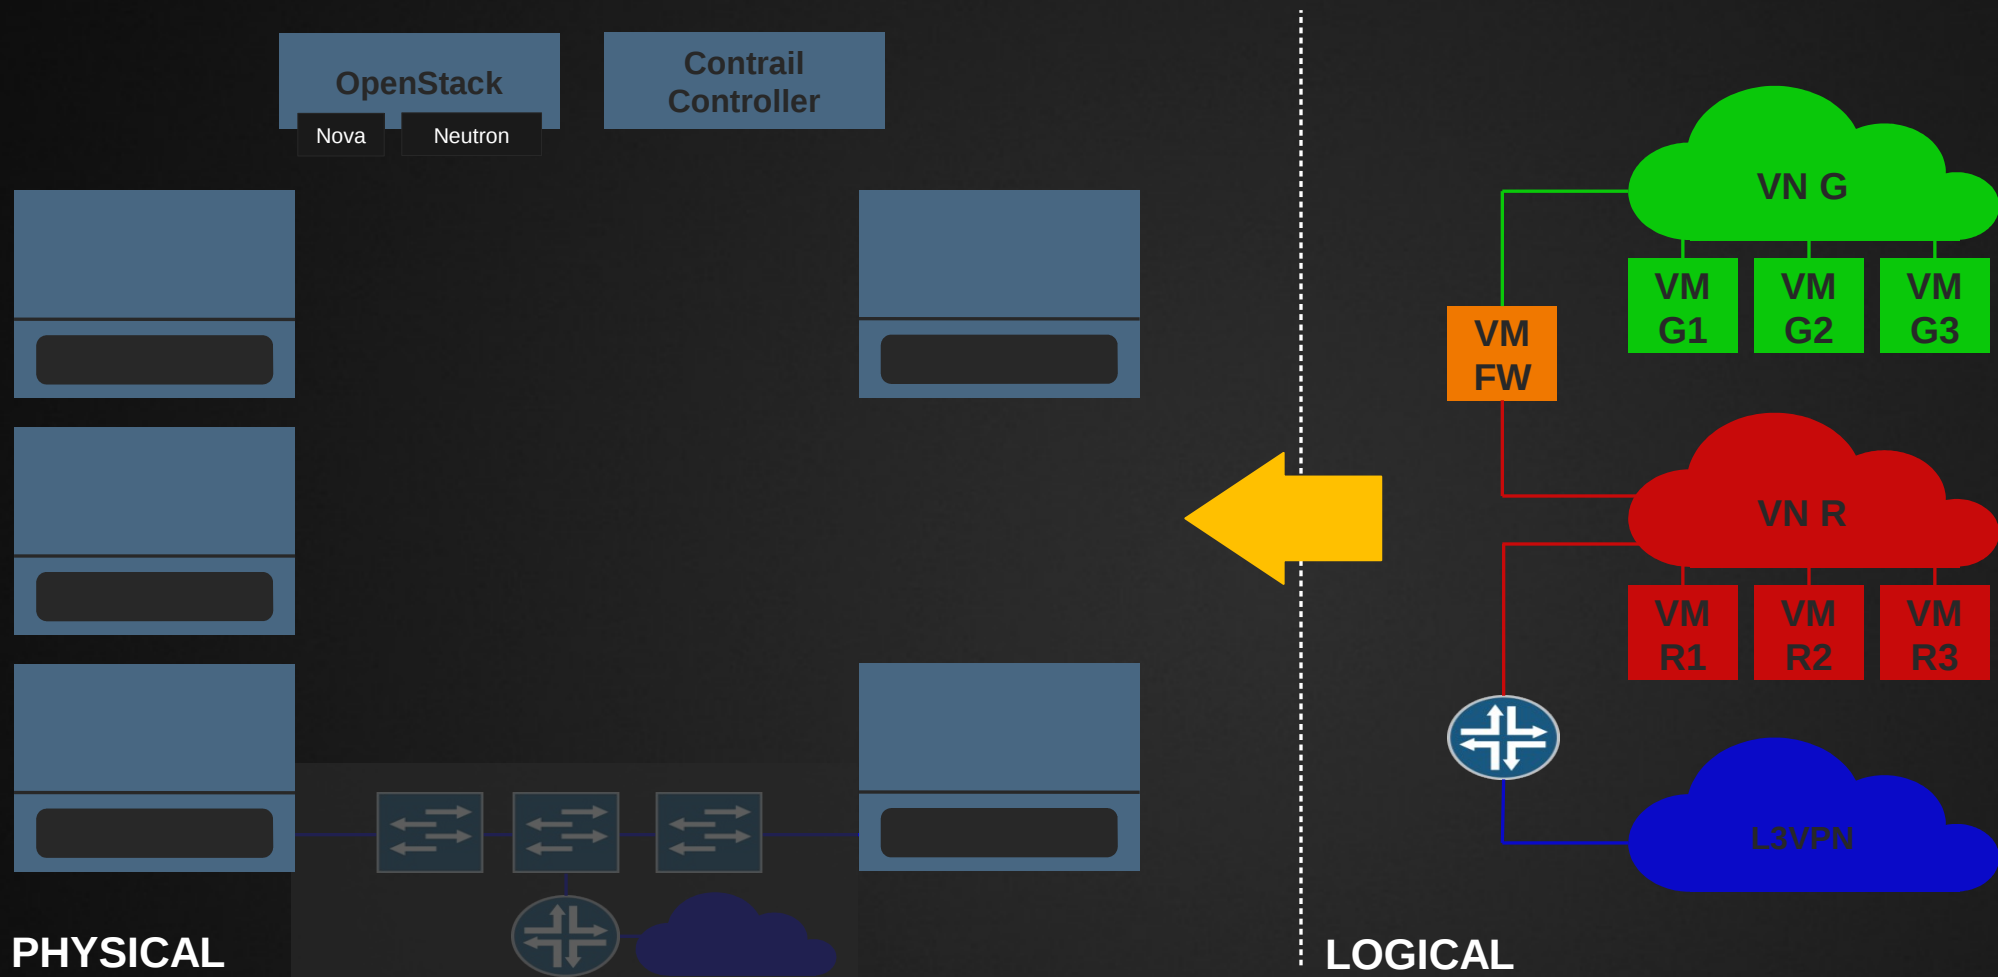 OpenStack
Nova
Neutron
Contrail
Controller
PHYSICAL
VN G
VM
G1
VM
G2
VM
G3
VM
FW
VN R
VM
R1
VM
R2
VM
R3
L3VPN
LOGICAL